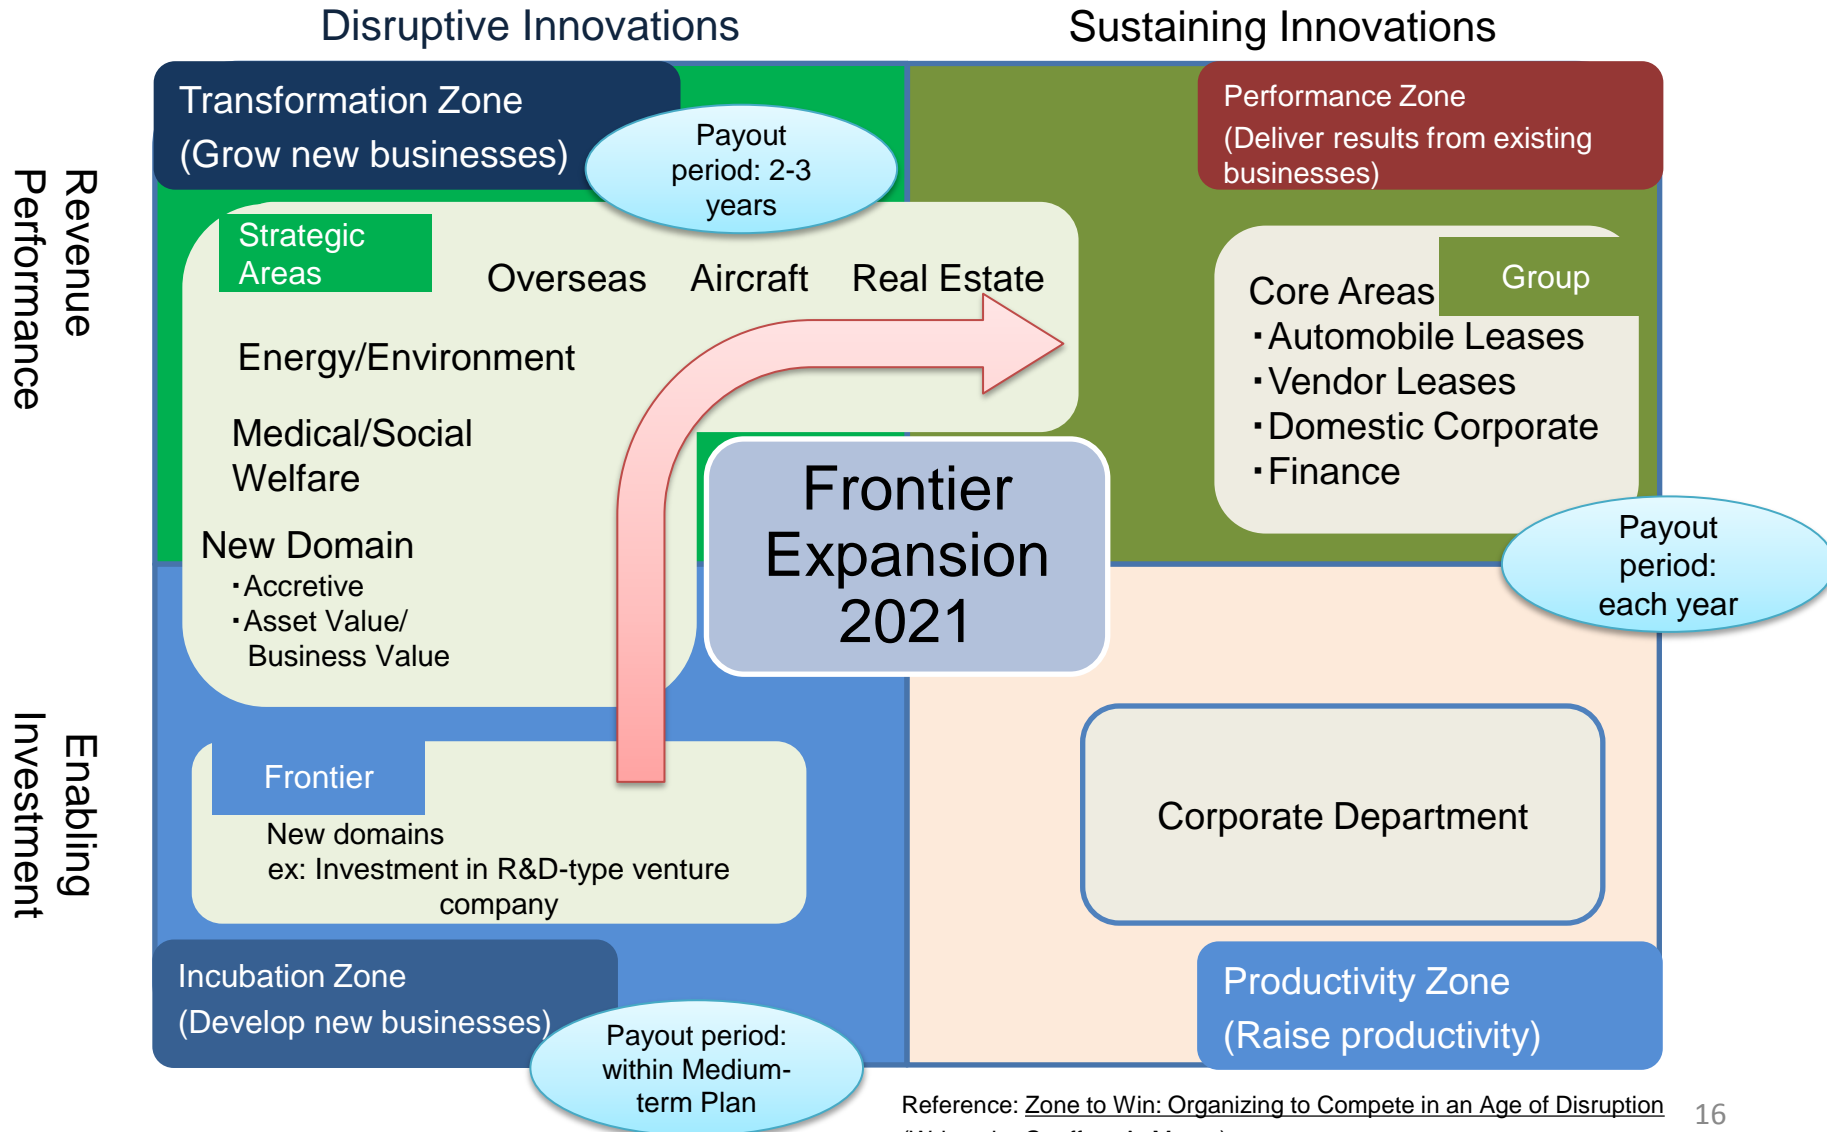 Disruptive Innovations
Sustaining Innovations
Transformation Zone
(Grow new businesses)
Payout
period: 2-3
years
Performance Zone
(Deliver results from existing
businesses)
Revenue
Performance
Strategic
Areas
Overseas
Aircraft
Real Estate
Energy/Environment
Medical/Social
Welfare
New Domain
・Accretive
・Asset Value/
Business Value
Group
Core Areas
・Automobile Leases
・Vendor Leases
・Domestic Corporate
・Finance
Payout
period:
each year
Frontier
Expansion
2021
Enabling
Investment
Frontier
New domains
ex: Investment in R&D-type venture
company
Corporate Department
Incubation Zone
(Develop new businesses)
Payout period:
within Medium-
term Plan
Productivity Zone
(Raise productivity)
Reference: Zone to Win: Organizing to Compete in an Age of Disruption
16